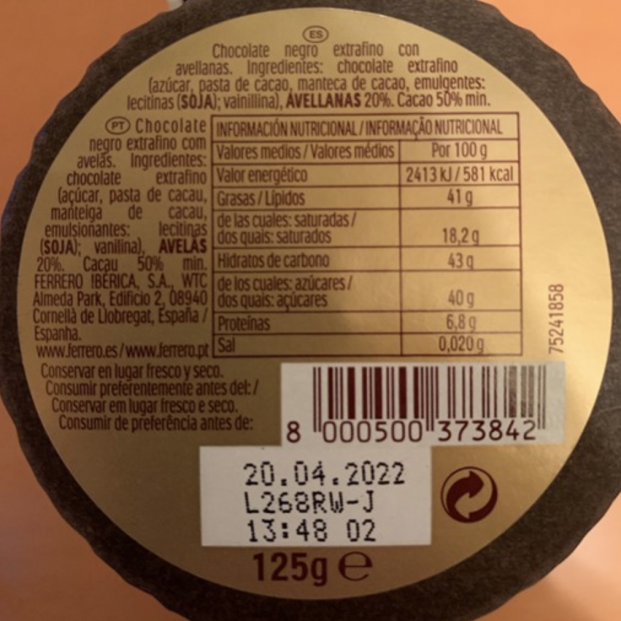 ES
Chocolate negro extrafino con
avellanas. Ingredientes: chocolate extrafino
(azúcar, pasta de cacao, manteca de cacao, emulgentes:
lecitinas (SOJA); vainillina), AVELLANAS 20%. Cacao 50% min.
PT Chocolate
negro extrafino com
avelãs. Ingredientes:
chocolate extrafino
(açúcar, pasta de cacau,
manteiga de cacau,
emulsionantes: lecitinas
(SOJA); vanilina), AVELÃS
20%. Cacau 50% min.
FERRERO IBÉRICA, S.A., WTC
Almeda Park, Edificio 2, 08940
Cornellà de Llobregat, España /
Espanha.
www.ferrero.es/www.ferrero.pt
INFORMACIÓN NUTRICIONAL / INFORMAÇÃO NUTRICIONAL
Valores medios / Valores médios Por 100 g
Valor energético 2413 kJ / 581 kcal
Grasas / Lípidos 41 g
de las cuales: saturadas /
dos quais: saturados 18,2 g
Hidratos de carbono 43 g
de los cuales: azúcares /
dos quais: açúcares 40 g
Proteínas 6,8 g
Sal 0,020 g
75241858
Conservar en lugar fresco y seco.
Consumir preferentemente antes del: /
Conservar em lugar fresco e seco.
Consumir de preferência antes de:
8 000500 373842
20.04.2022
L268RW-J
13:48 02
125g e